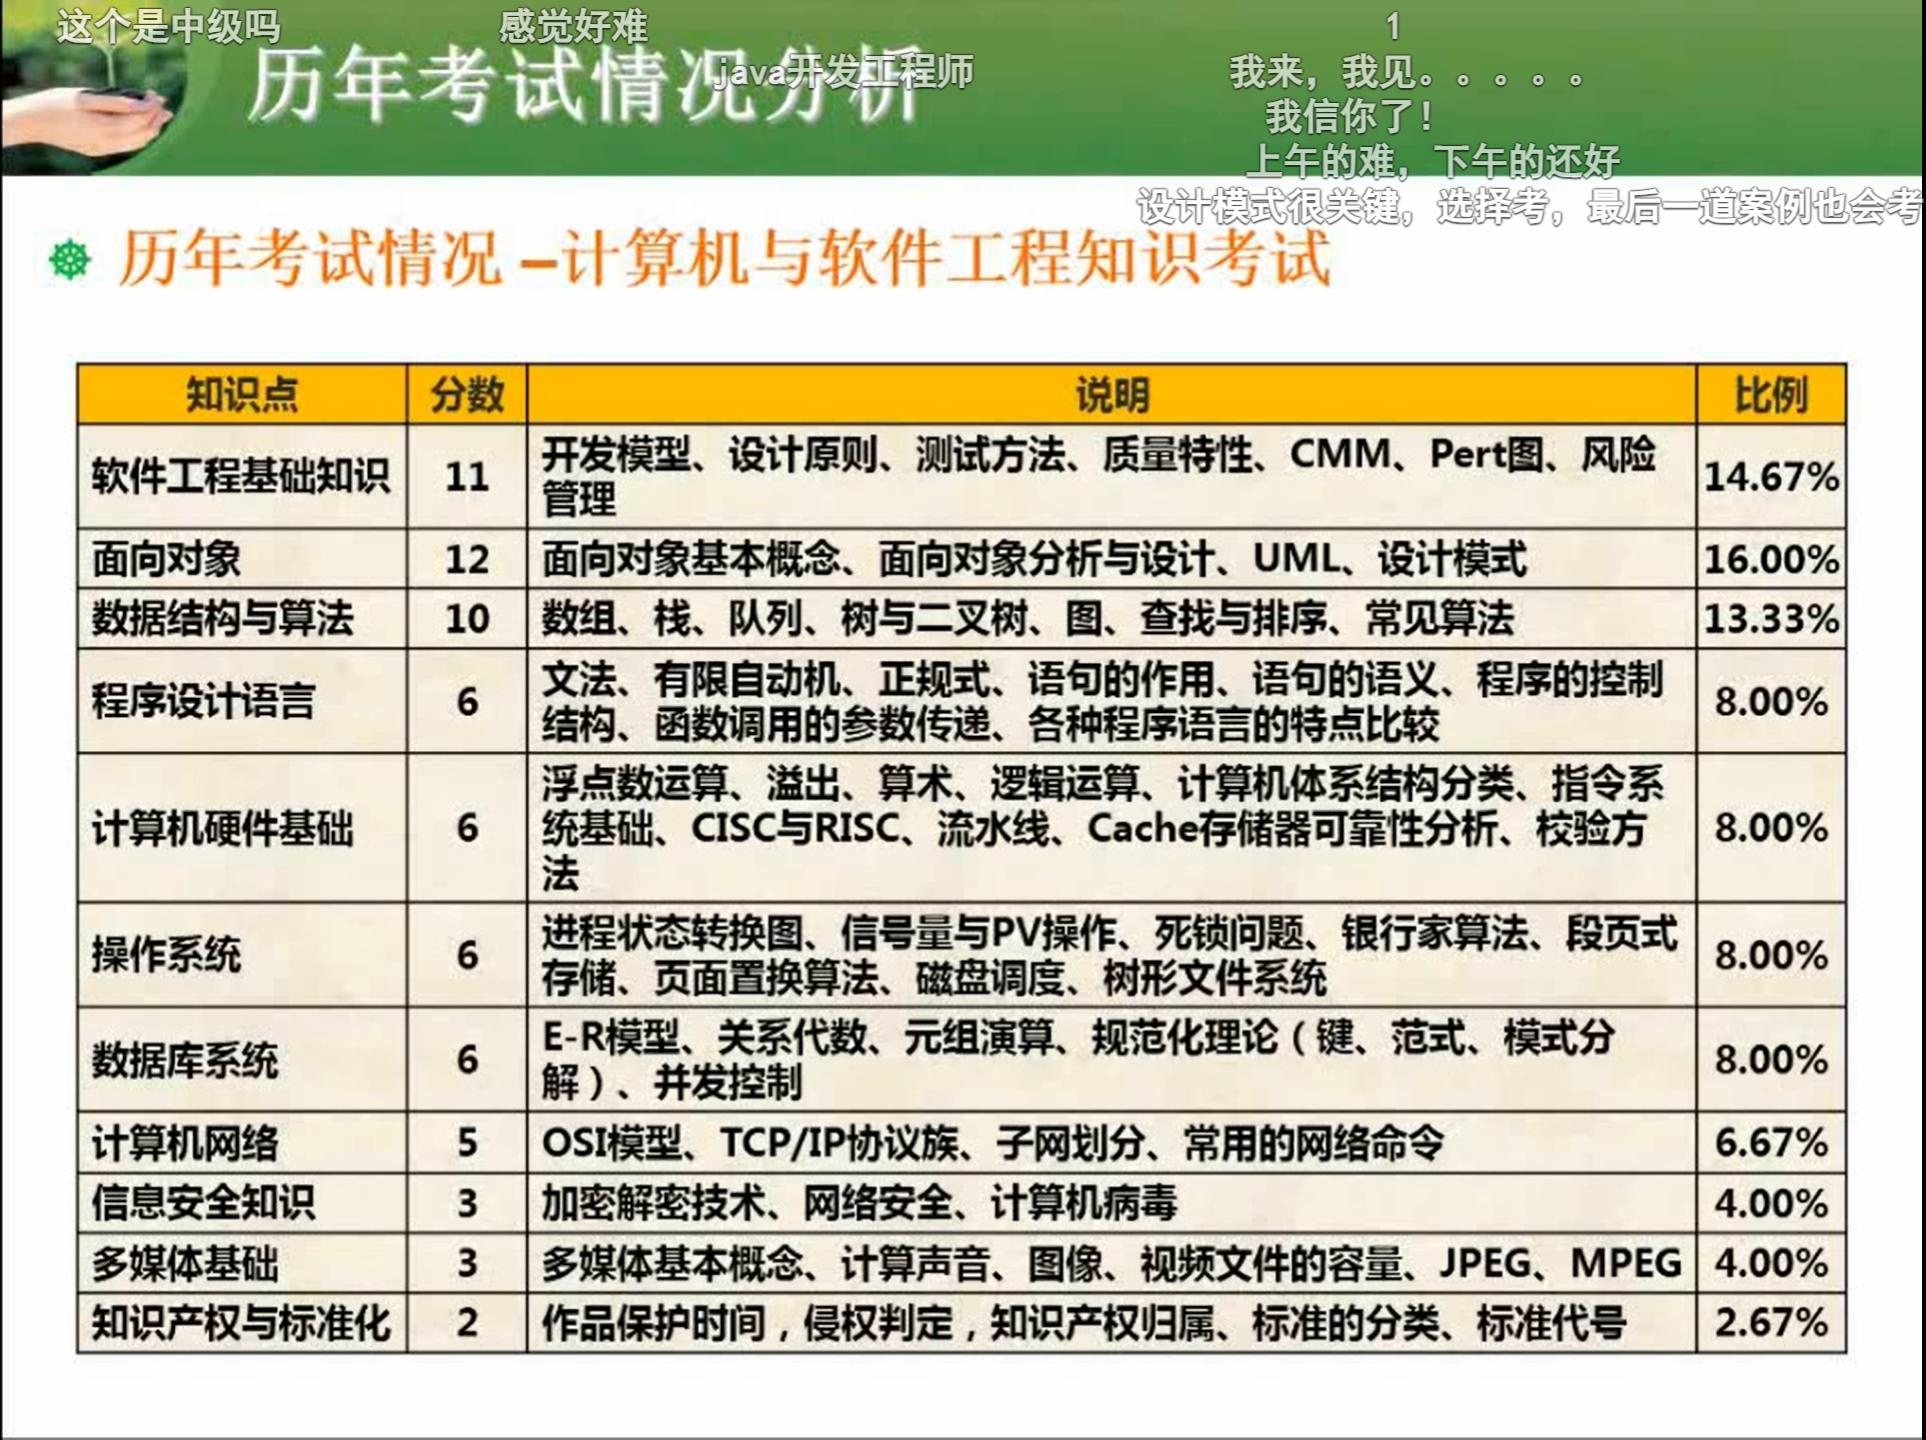 这个是中级吗
感觉好难
1
历年考试情况分析
java开发工程师
我来，我见。。。。。
我信你了！
上午的难，下午的还好
设计模式很关键，选择考，最后一道案例也会考
历年考试情况 –计算机与软件工程知识考试
知识点 分数 说明 比例
软件工程基础知识 11 开发模型、设计原则、测试方法、质量特性、CMM、Pert图、风险
管理 14.67%
面向对象 12 面向对象基本概念、面向对象分析与设计、UML、设计模式 16.00%
数据结构与算法 10 数组、栈、队列、树与二叉树、图、查找与排序、常见算法 13.33%
程序设计语言 6 文法、有限自动机、正规式、语句的作用、语句的语义、程序的控制
结构、函数调用的参数传递、各种程序语言的特点比较 8.00%
计算机硬件基础 6 浮点数运算、溢出、算术、逻辑运算、计算机体系结构分类、指令系
统基础、CISC与RISC、流水线、Cache存储器可靠性分析、校验方
法 8.00%
操作系统 6 进程状态转换图、信号量与PV操作、死锁问题、银行家算法、段页式
存储、页面置换算法、磁盘调度、树形文件系统 8.00%
数据库系统 6 E-R模型、关系代数、元组演算、规范化理论（键、范式、模式分
解）、并发控制 8.00%
计算机网络 5 OSI模型、TCP/IP协议族、子网划分、常用的网络命令 6.67%
信息安全知识 3 加密解密技术、网络安全、计算机病毒 4.00%
多媒体基础 3 多媒体基本概念、计算声音、图像、视频文件的容量、JPEG、MPEG 4.00%
知识产权与标准化 2 作品保护时间，侵权判定，知识产权归属、标准的分类、标准代号 2.67%